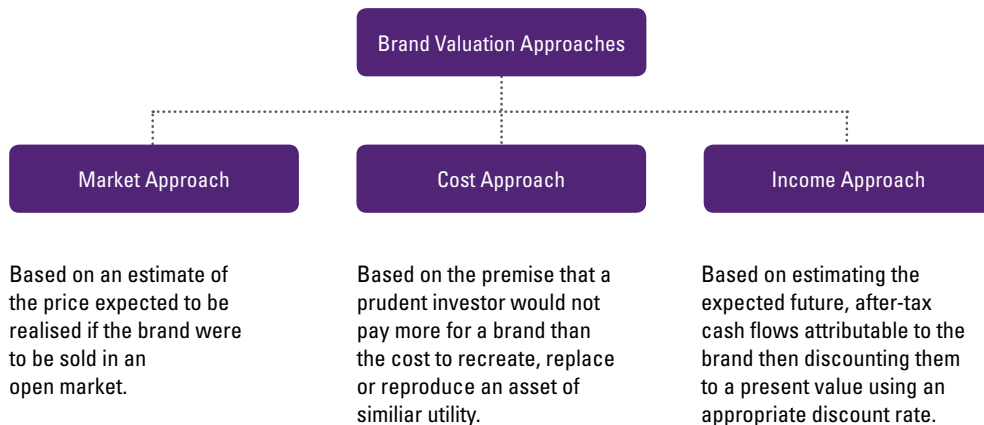 Brand Valuation Approaches
Market Approach
Cost Approach
Income Approach
Based on an estimate of
the price expected to be
realised if the brand were
to be sold in an
open market.
Based on the premise that a
prudent investor would not
pay more for a brand than
the cost to recreate, replace
or reproduce an asset of
similiar utility.
Based on estimating the
expected future, after-tax
cash flows attributable to the
brand then discounting them
to a present value using an
appropriate discount rate.